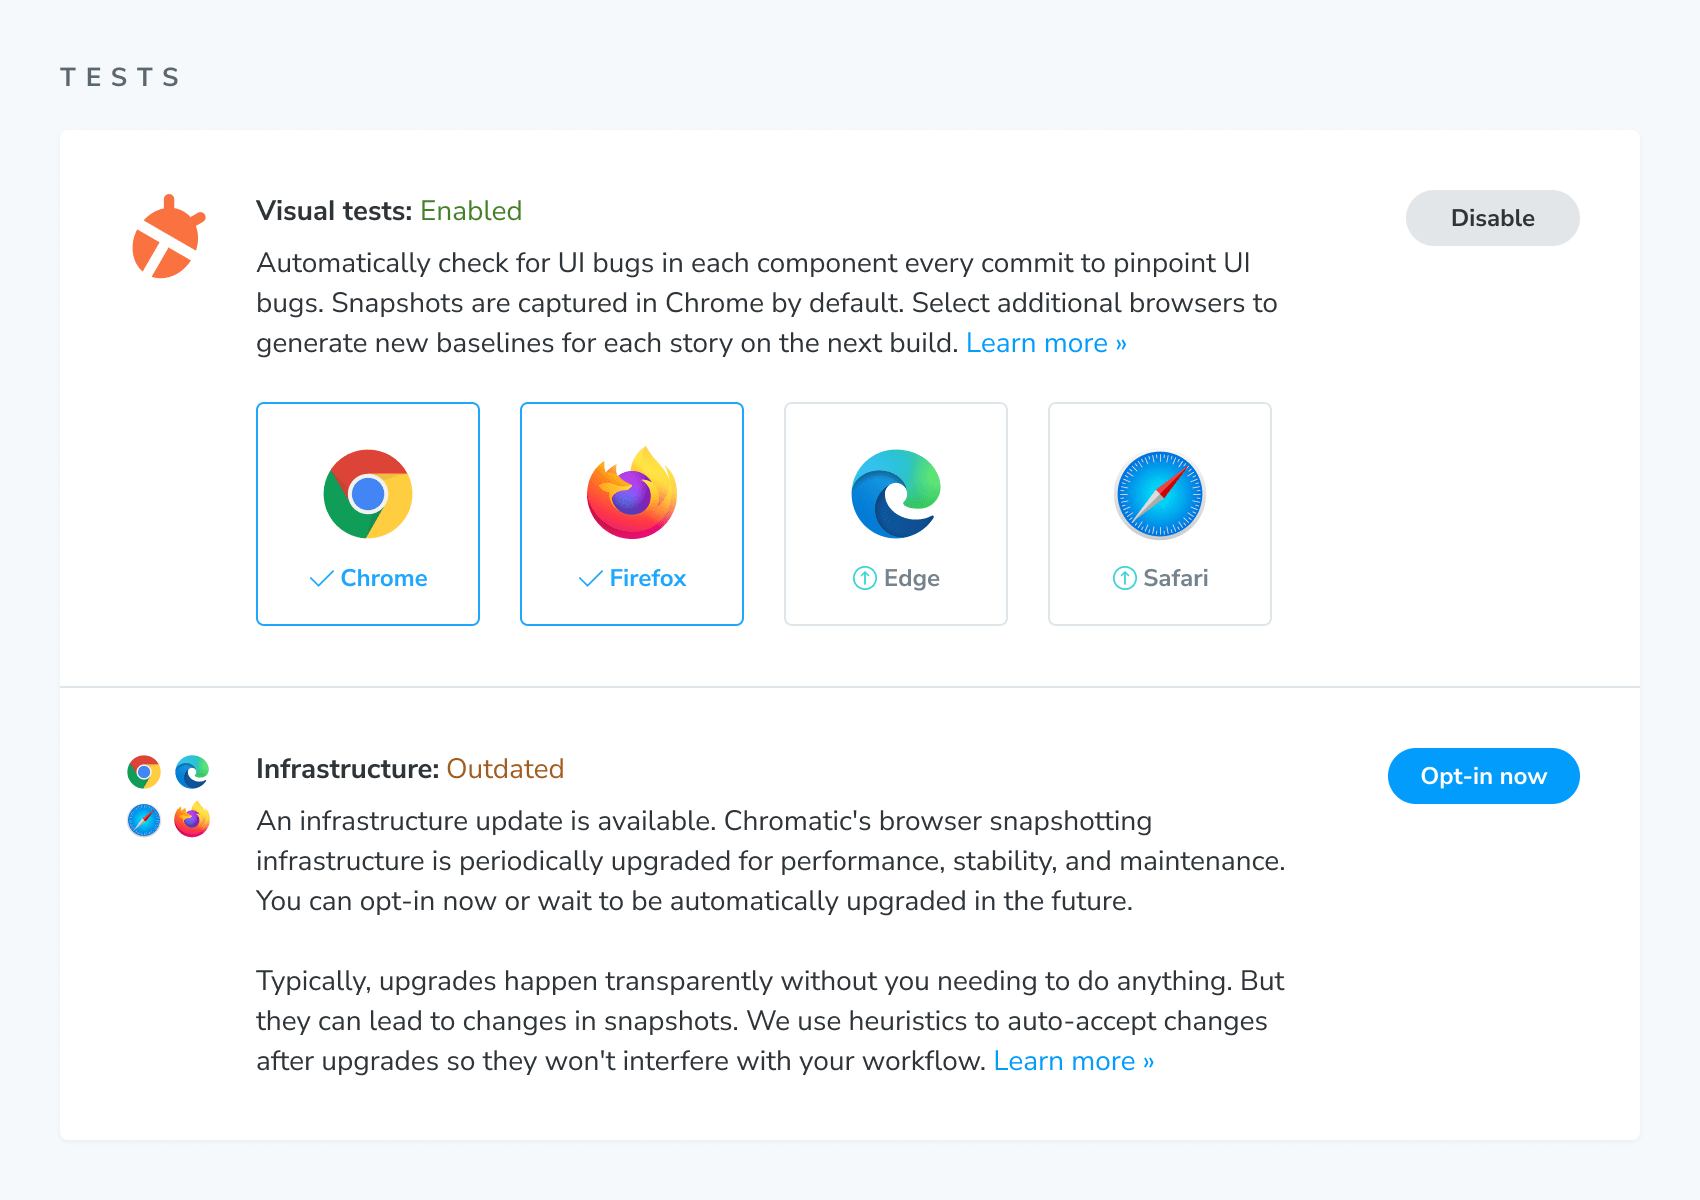 TESTS
Visual tests: Enabled
Disable
Automatically check for UI bugs in each component every commit to pinpoint UI
bugs. Snapshots are captured in Chrome by default. Select additional browsers to
generate new baselines for each story on the next build. Learn more »
Chrome
Firefox
Edge
Safari
Infrastructure: Outdated
Opt-in now
An infrastructure update is available. Chromatic's browser snapshotting
infrastructure is periodically upgraded for performance, stability, and maintenance.
You can opt-in now or wait to be automatically upgraded in the future.
Typically, upgrades happen transparently without you needing to do anything. But
they can lead to changes in snapshots. We use heuristics to auto-accept changes
after upgrades so they won't interfere with your workflow. Learn more »